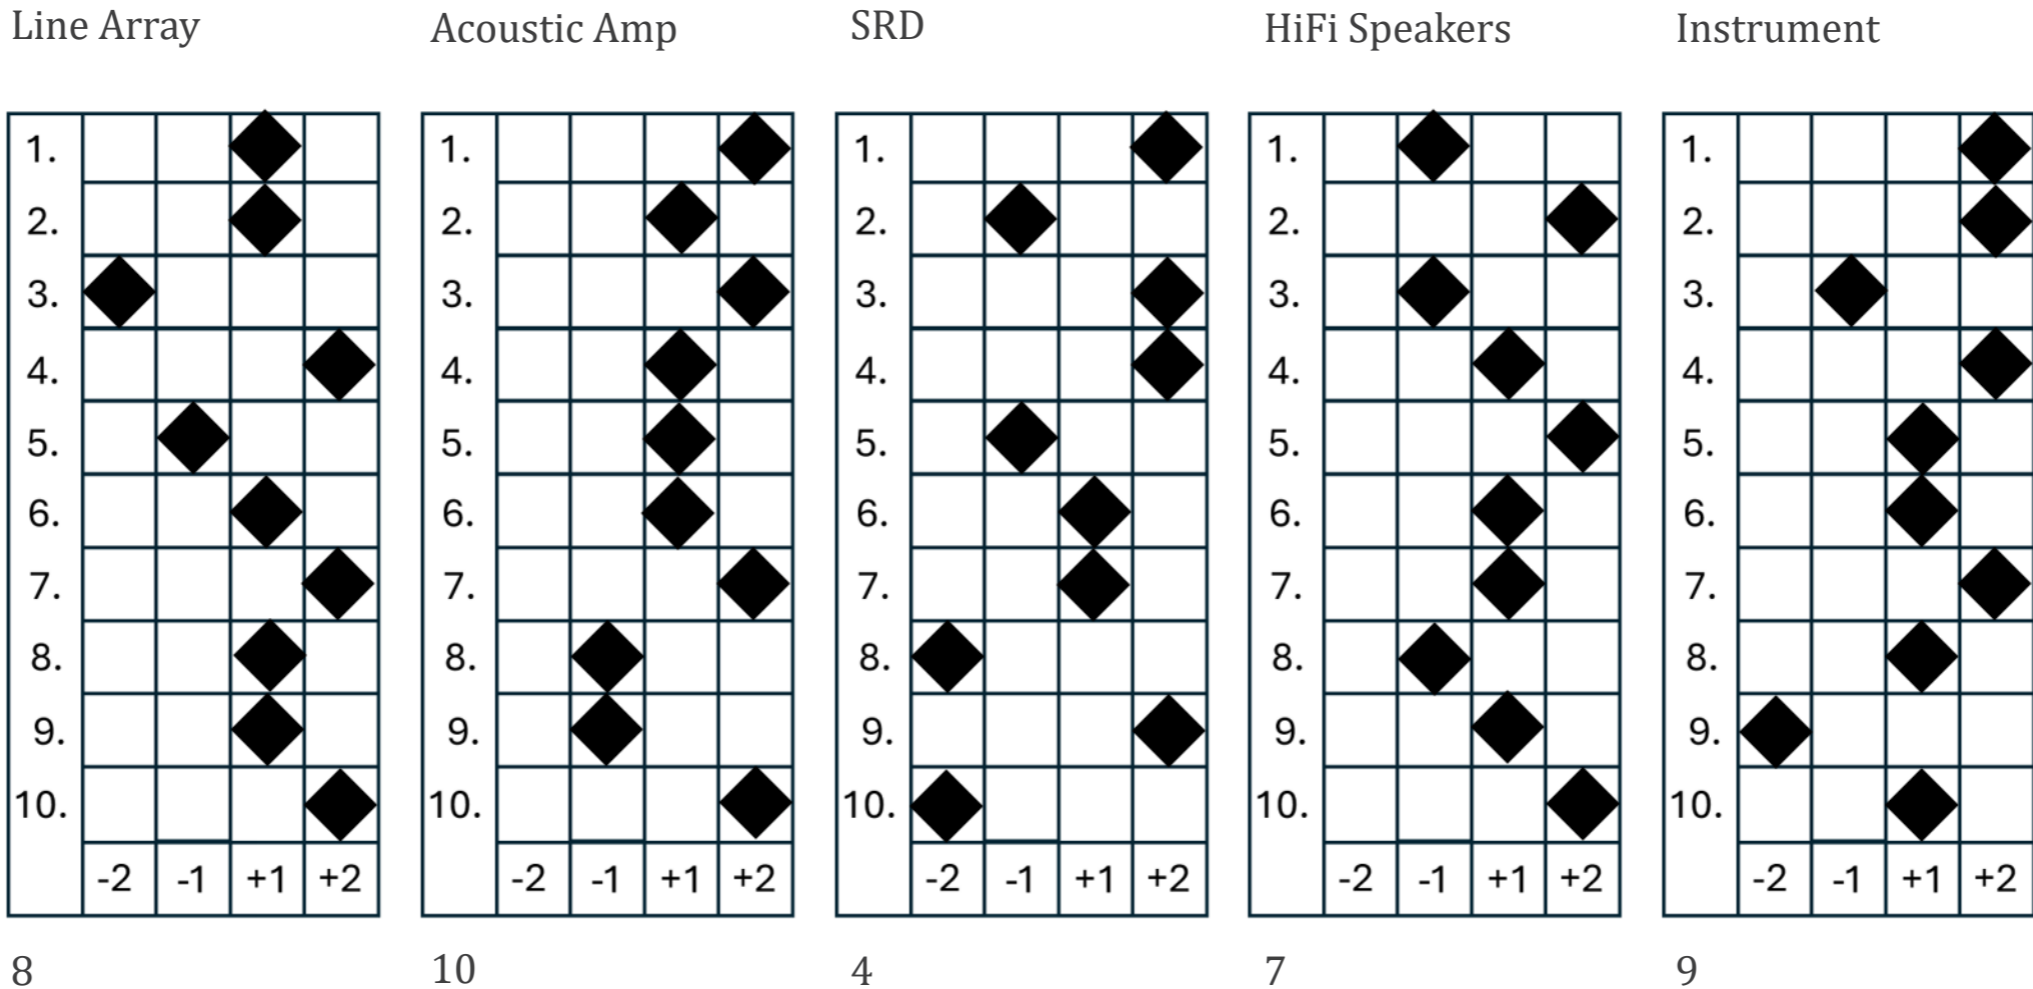 Line Array Acoustic Amp SRD HiFi Speakers Instrument
1. 1. 1. 1. 1.
2. 2. 2. 2. 2.
3. 3. 3. 3. 3.
4. 4. 4. 4. 4.
5. 5. 5. 5. 5.
6. 6. 6. 6. 6.
7. 7. 7. 7. 7.
8. 8. 8. 8. 8.
9. 9. 9. 9. 9.
10. 10. 10. 10. 10.
-2 -1 +1 +2 -2 -1 +1 +2 -2 -1 +1 +2 -2 -1 +1 +2 -2 -1 +1 +2
8 10 4 7 9